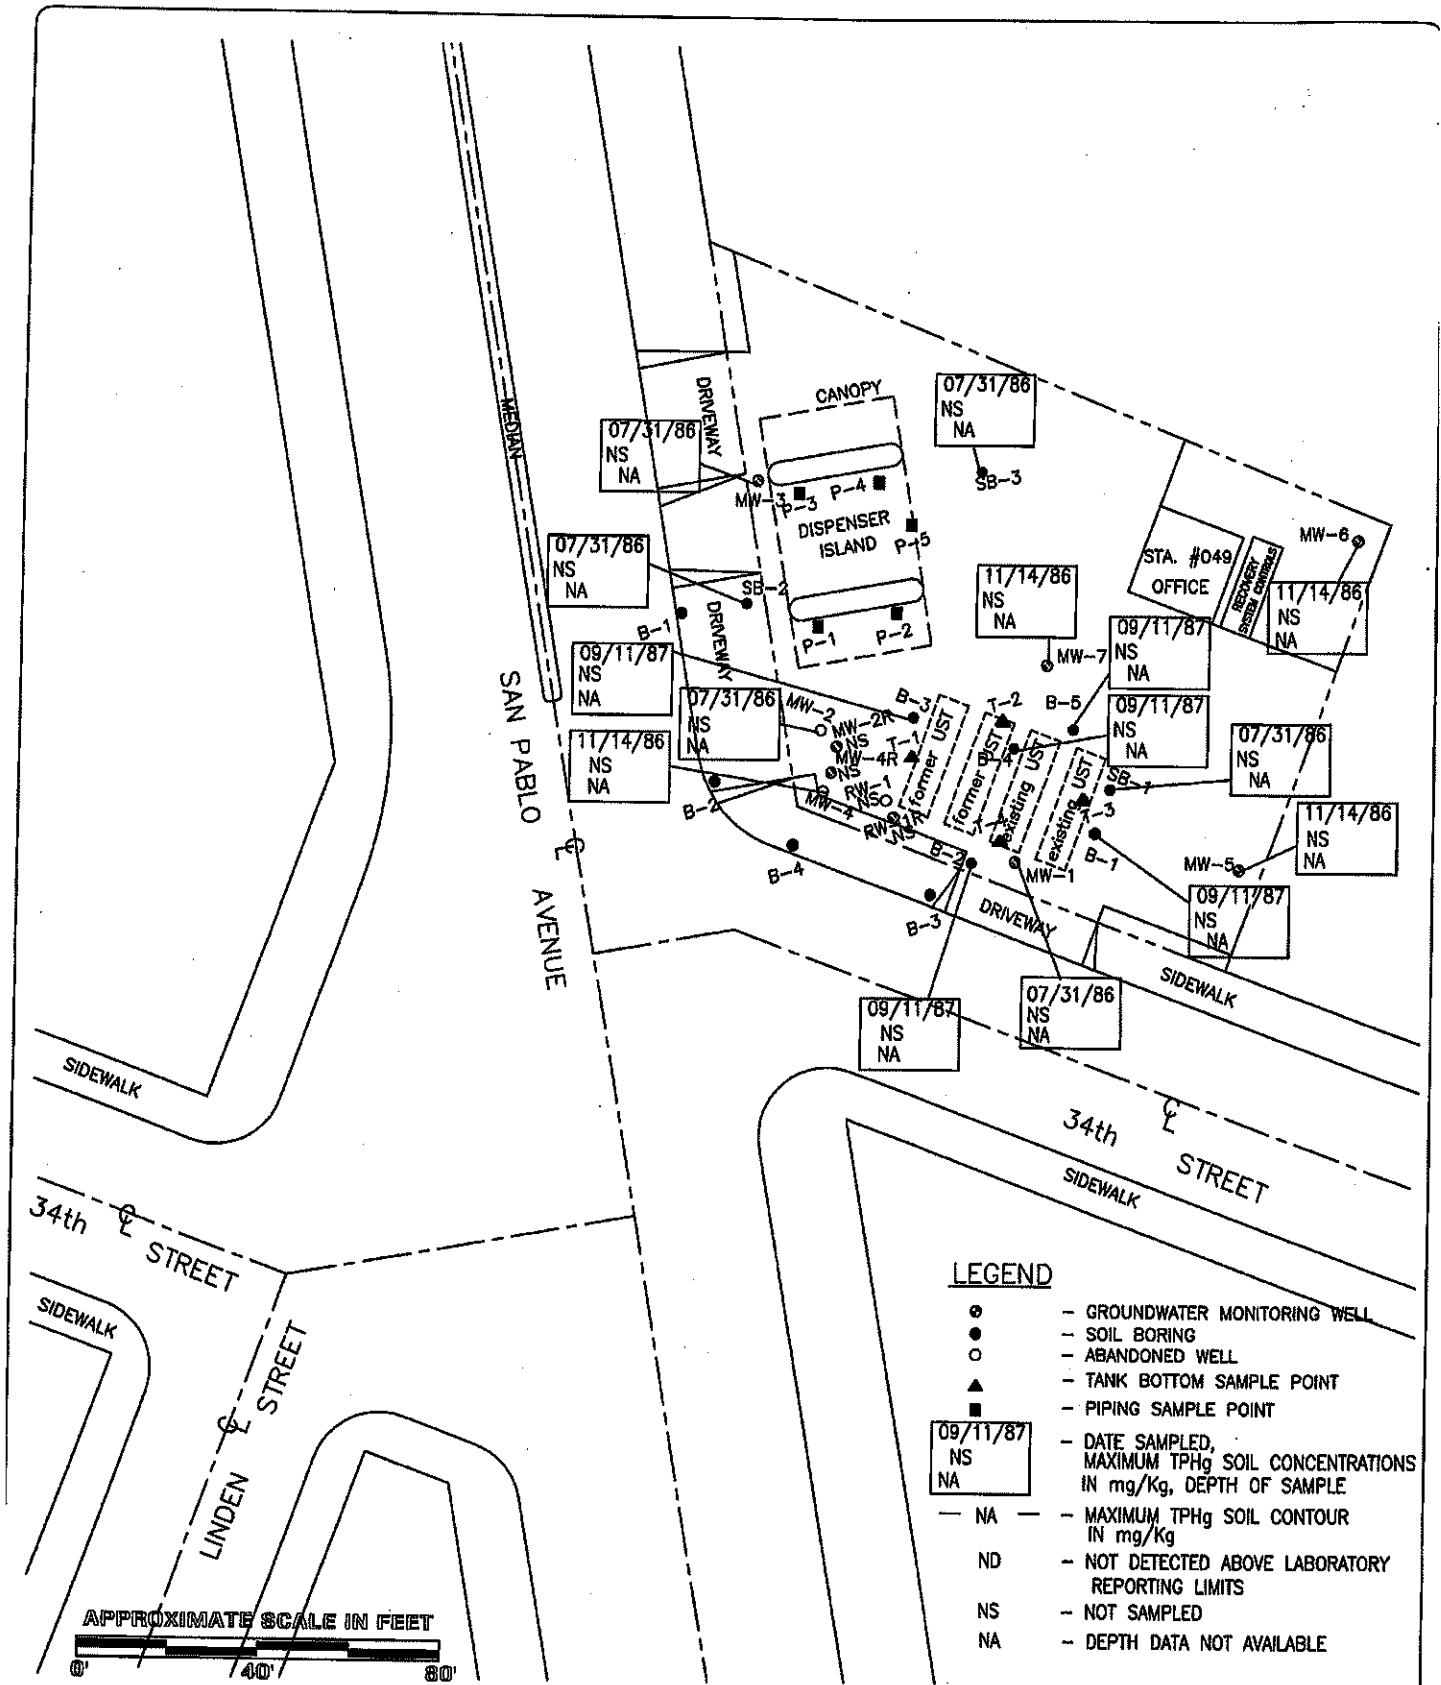 CANOPY
07/31/86
NS
NA
SB-3
DRIVEWAY
MEDIAN
07/31/86
NS
NA
MW-3
P-3
P-4
DISPENSER
ISLAND
P-5
MW-6
STA. #049
OFFICE
RECOVERY
SYSTEM CONTROLS
11/14/86
NS
NA
07/31/86
NS
NA
SB-2
B-1
DRIVEWAY
P-1
P-2
11/14/86
NS
NA
MW-7
09/11/87
NS
NA
09/11/87
NS
NA
07/31/86
NS
NA
MW-2
MW-2R
NS
MW-4R
NS
B-3
T-2
B-5
09/11/87
NS
NA
T-1
B-4
SB-1
07/31/86
NS
NA
former UST
former UST
existing UST
existing UST
11/14/86
NS
NA
B-2
MW-4
RW-1
NS
RW-1R
NS
T-3
B-1
11/14/86
NS
NA
MW-5
B-4
B-2
MW-1
B-3
DRIVEWAY
09/11/87
NS
NA
SIDEWALK
SAN PABLO
℄
AVENUE
09/11/87
NS
NA
07/31/86
NS
NA
SIDEWALK
34th
℄
STREET
SIDEWALK
34th
℄
STREET
SIDEWALK
LINDEN
℄
STREET
LEGEND
– GROUNDWATER MONITORING WELL
– SOIL BORING
– ABANDONED WELL
– TANK BOTTOM SAMPLE POINT
– PIPING SAMPLE POINT
09/11/87
NS
NA
– DATE SAMPLED,
MAXIMUM TPHg SOIL CONCENTRATIONS
IN mg/Kg, DEPTH OF SAMPLE
— NA — – MAXIMUM TPHg SOIL CONTOUR
IN mg/Kg
ND – NOT DETECTED ABOVE LABORATORY
REPORTING LIMITS
NS – NOT SAMPLED
NA – DEPTH DATA NOT AVAILABLE
APPROXIMATE SCALE IN FEET
0' 40' 80'